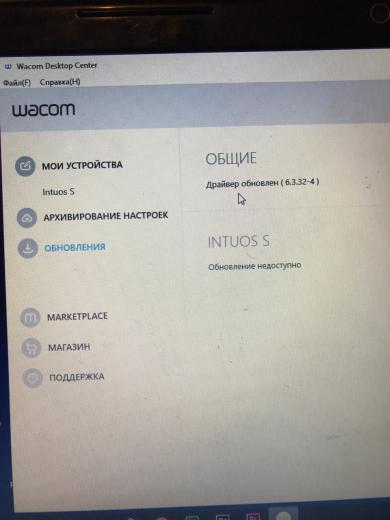 Wacom Desktop Center
Файл(F) Справка(H)
wacom
МОИ УСТРОЙСТВА
Intuos S
АРХИВИРОВАНИЕ НАСТРОЕК
ОБНОВЛЕНИЯ
MARKETPLACE
МАГАЗИН
ПОДДЕРЖКА
ОБЩИЕ
Драйвер обновлен ( 6.3.32-4 )
INTUOS S
Обновление недоступно